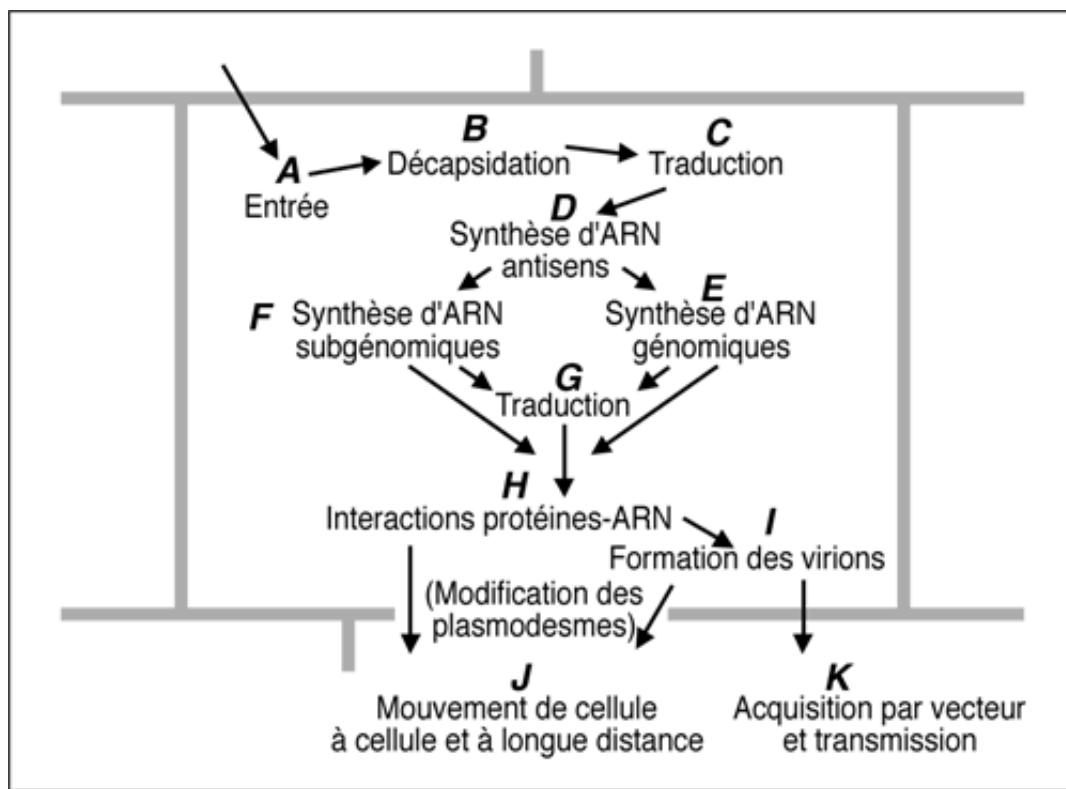 B
C
Décapsidation
Traduction
A
Entrée
D
Synthèse d'ARN
antisens
F
Synthèse d'ARN
subgénomiques
E
Synthèse d'ARN
génomiques
G
Traduction
H
Interactions protéines-ARN
I
Formation des virions
(Modification des
plasmodesmes)
J
Mouvement de cellule
à cellule et à longue distance
K
Acquisition par vecteur
et transmission